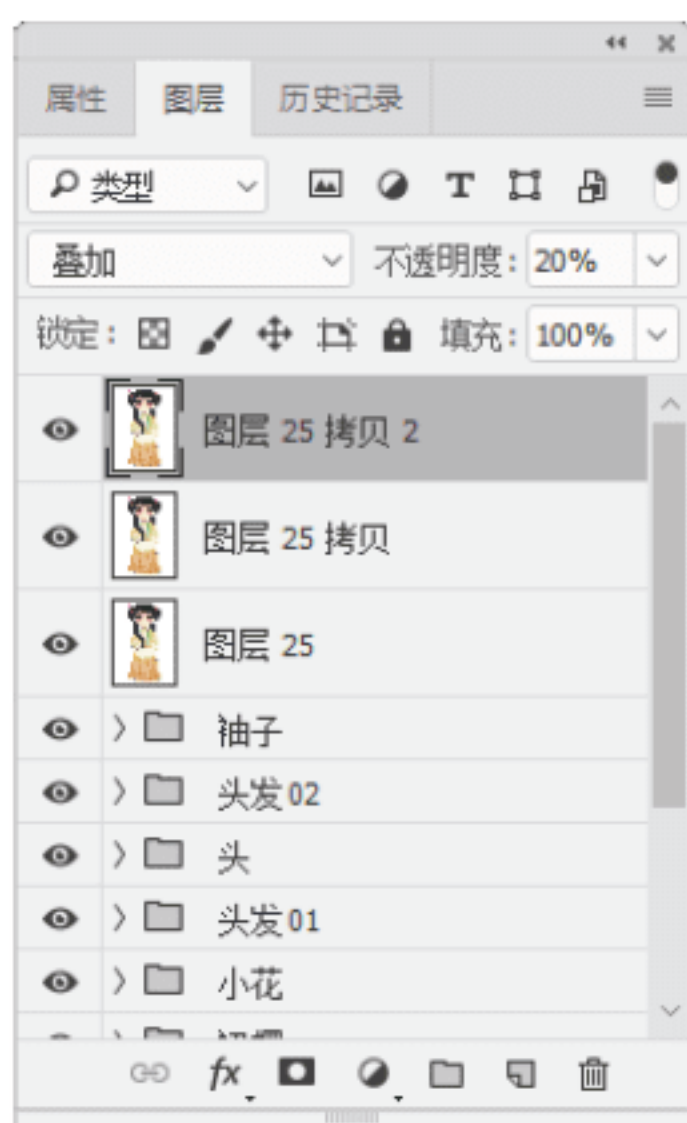 属性 图层 历史记录
类型
叠加 不透明度: 20%
锁定: 填充: 100%
图层 25 拷贝 2
图层 25 拷贝
图层 25
袖子
头发02
头
头发01
小花
fx